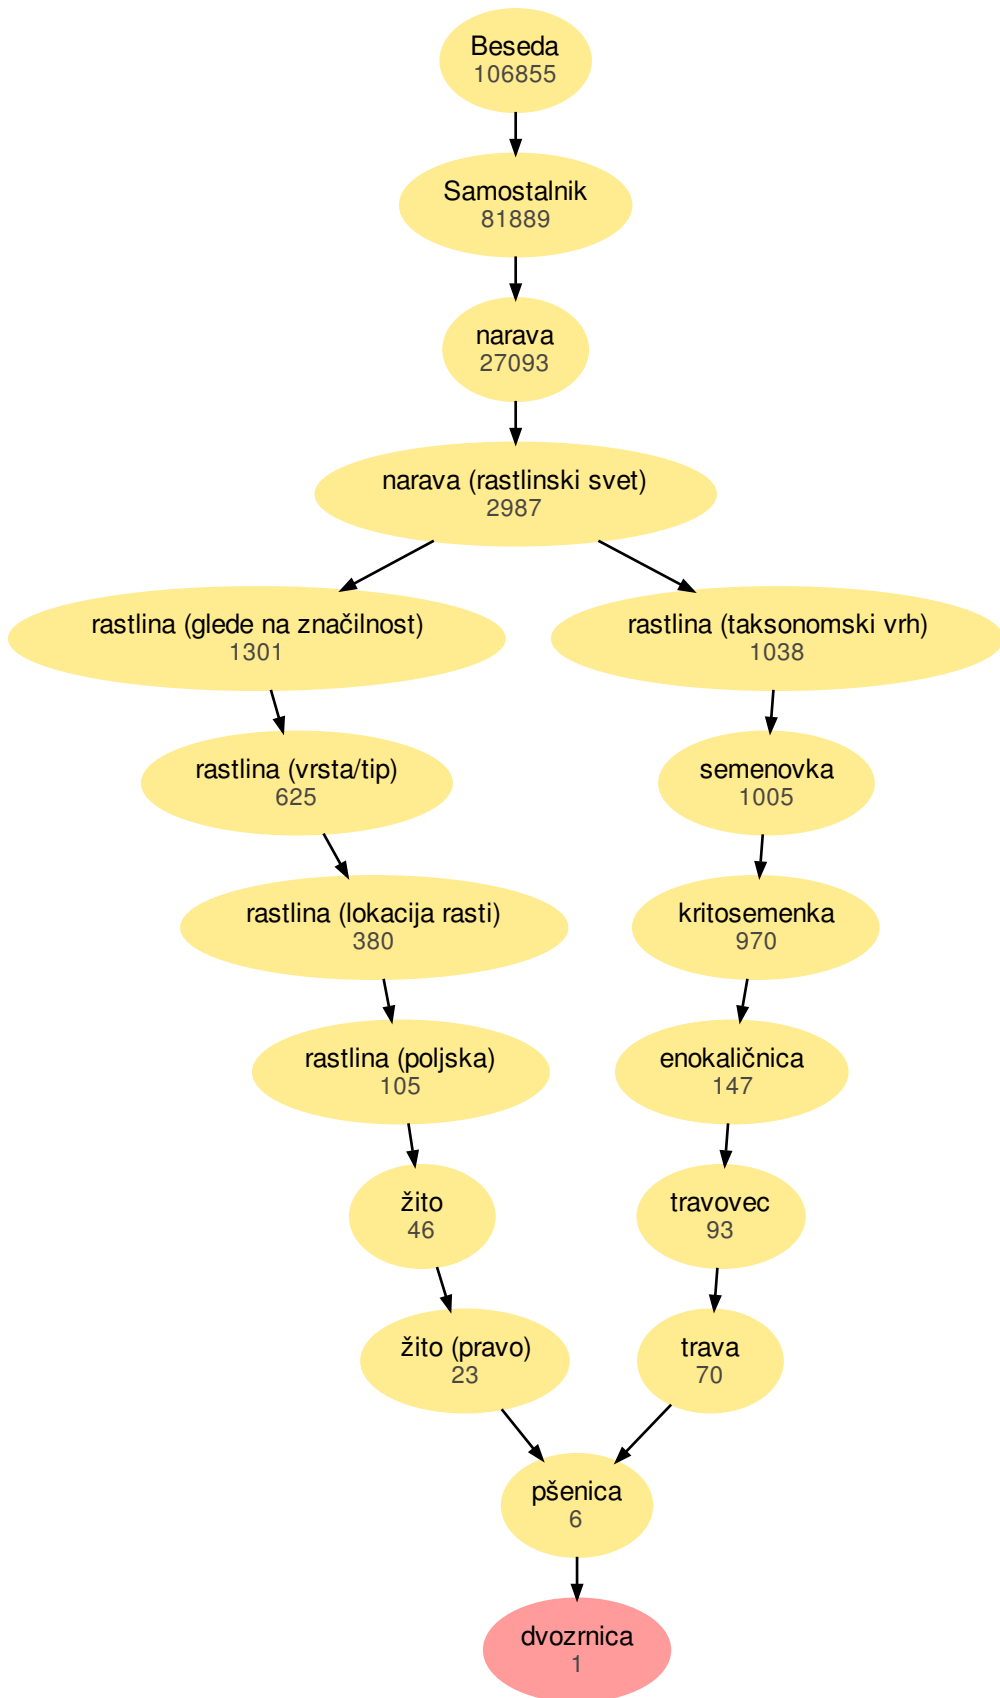 Beseda
106855
Samostalnik
81889
narava
27093
narava (rastlinski svet)
2987
rastlina (glede na značilnost)
1301
rastlina (taksonomski vrh)
1038
rastlina (vrsta/tip)
625
semenovka
1005
rastlina (lokacija rasti)
380
kritosemenka
970
rastlina (poljska)
105
enokaličnica
147
žito
46
travovec
93
žito (pravo)
23
trava
70
pšenica
6
dvozrnica
1